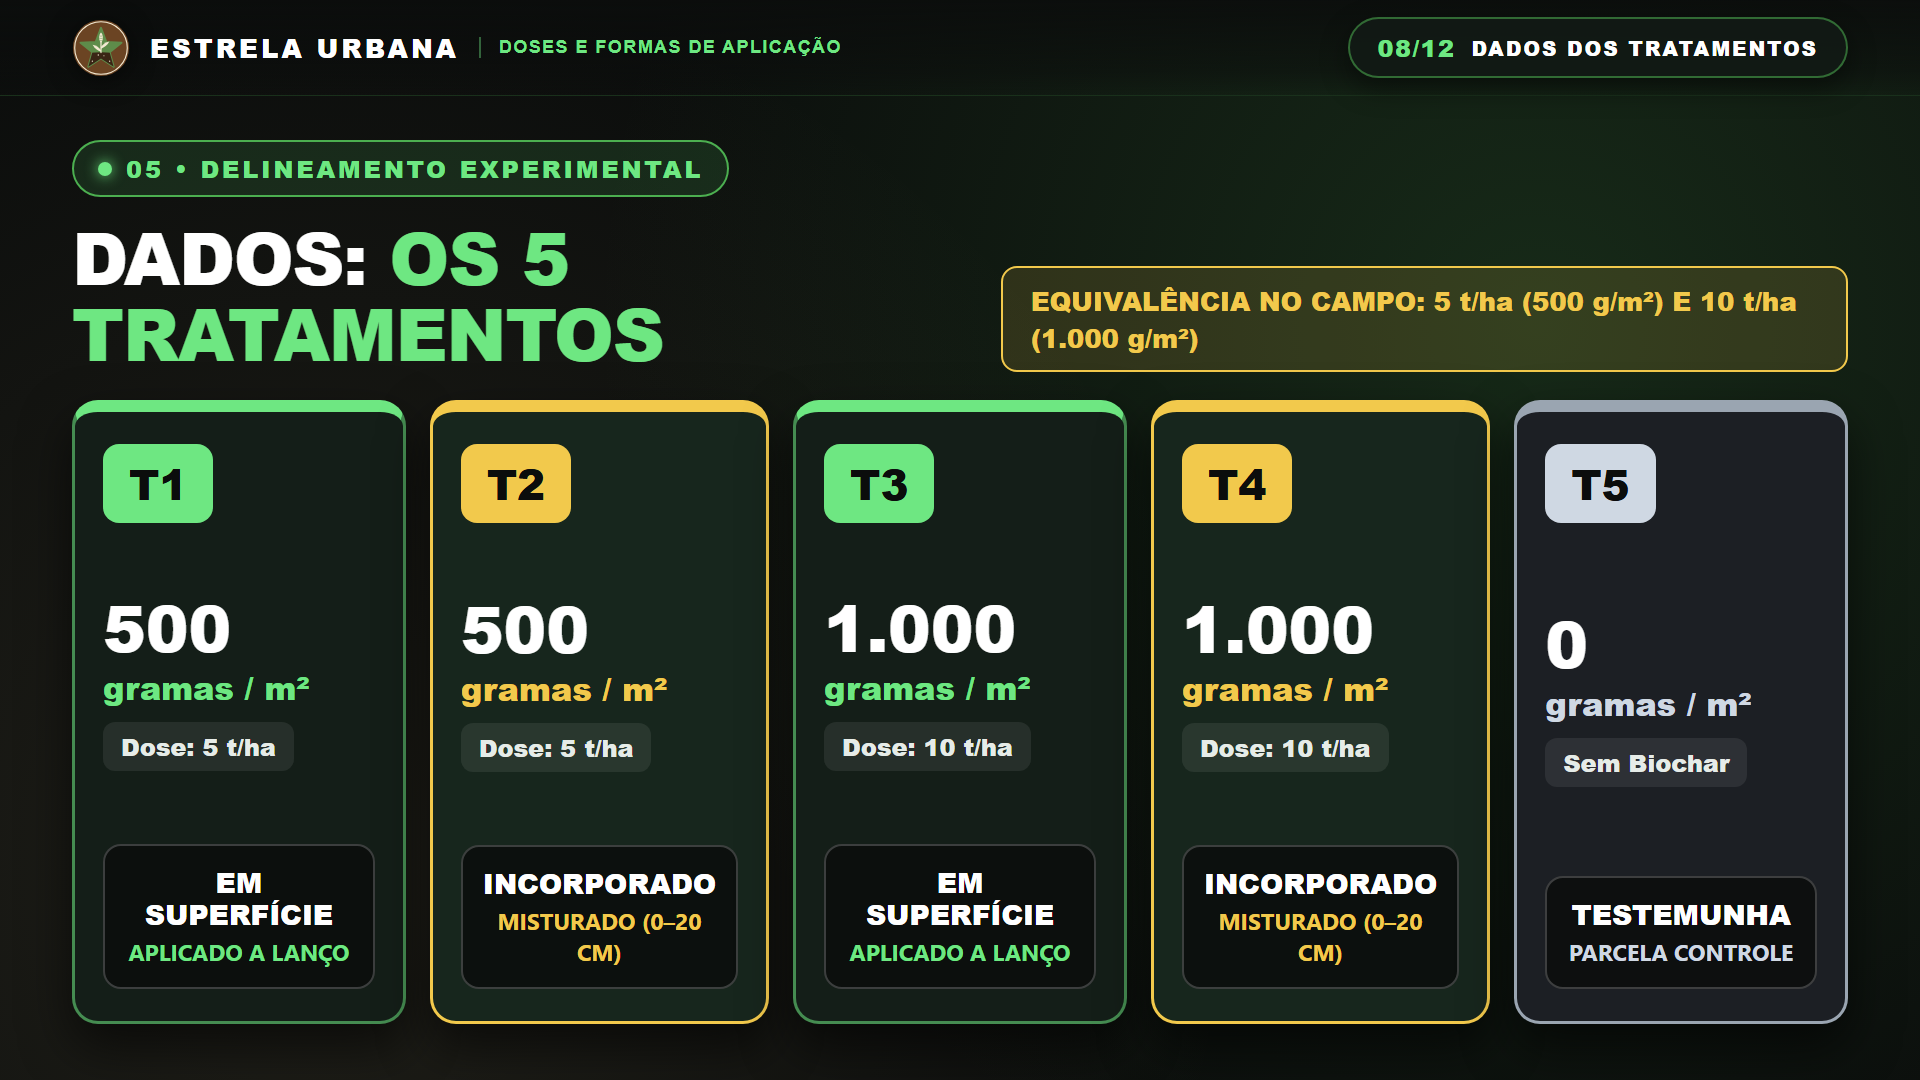 ESTRELA URBANA
DOSES E FORMAS DE APLICAÇÃO
08/12 DADOS DOS TRATAMENTOS
05 • DELINEAMENTO EXPERIMENTAL
DADOS: OS 5
TRATAMENTOS
EQUIVALÊNCIA NO CAMPO: 5 t/ha (500 g/m²) E 10 t/ha
(1.000 g/m²)
T1
500
gramas / m²
Dose: 5 t/ha
EM
SUPERFÍCIE
APLICADO A LANÇO
T2
500
gramas / m²
Dose: 5 t/ha
INCORPORADO
MISTURADO (0–20
CM)
T3
1.000
gramas / m²
Dose: 10 t/ha
EM
SUPERFÍCIE
APLICADO A LANÇO
T4
1.000
gramas / m²
Dose: 10 t/ha
INCORPORADO
MISTURADO (0–20
CM)
T5
0
gramas / m²
Sem Biochar
TESTEMUNHA
PARCELA CONTROLE